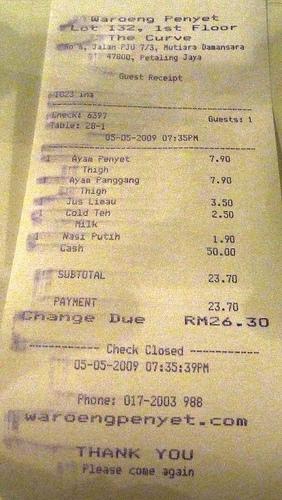 Waroeng Penyet
Lot 132, 1st Floor
The Curve
No 6, Jalan PJU 7/3, Mutiara Damansara
47800, Petaling Jaya
Guest Receipt
1023 ina
Check: 6397 Guests: 1
Table: 28-1
05-05-2009 07:35PM
1 Ayam Penyet 7.90
Thigh
1 Ayam Panggang 7.90
Thigh
1 Jus Limau 3.50
1 Cold Teh 2.50
Milk
1 Nasi Putih 1.90
Cash 50.00
SUBTOTAL 23.70
PAYMENT 23.70
Change Due RM26.30
------------ Check Closed ------------
05-05-2009 07:35:39PM
Phone: 017-2003 988
waroengpenyet.com
THANK YOU
Please come again